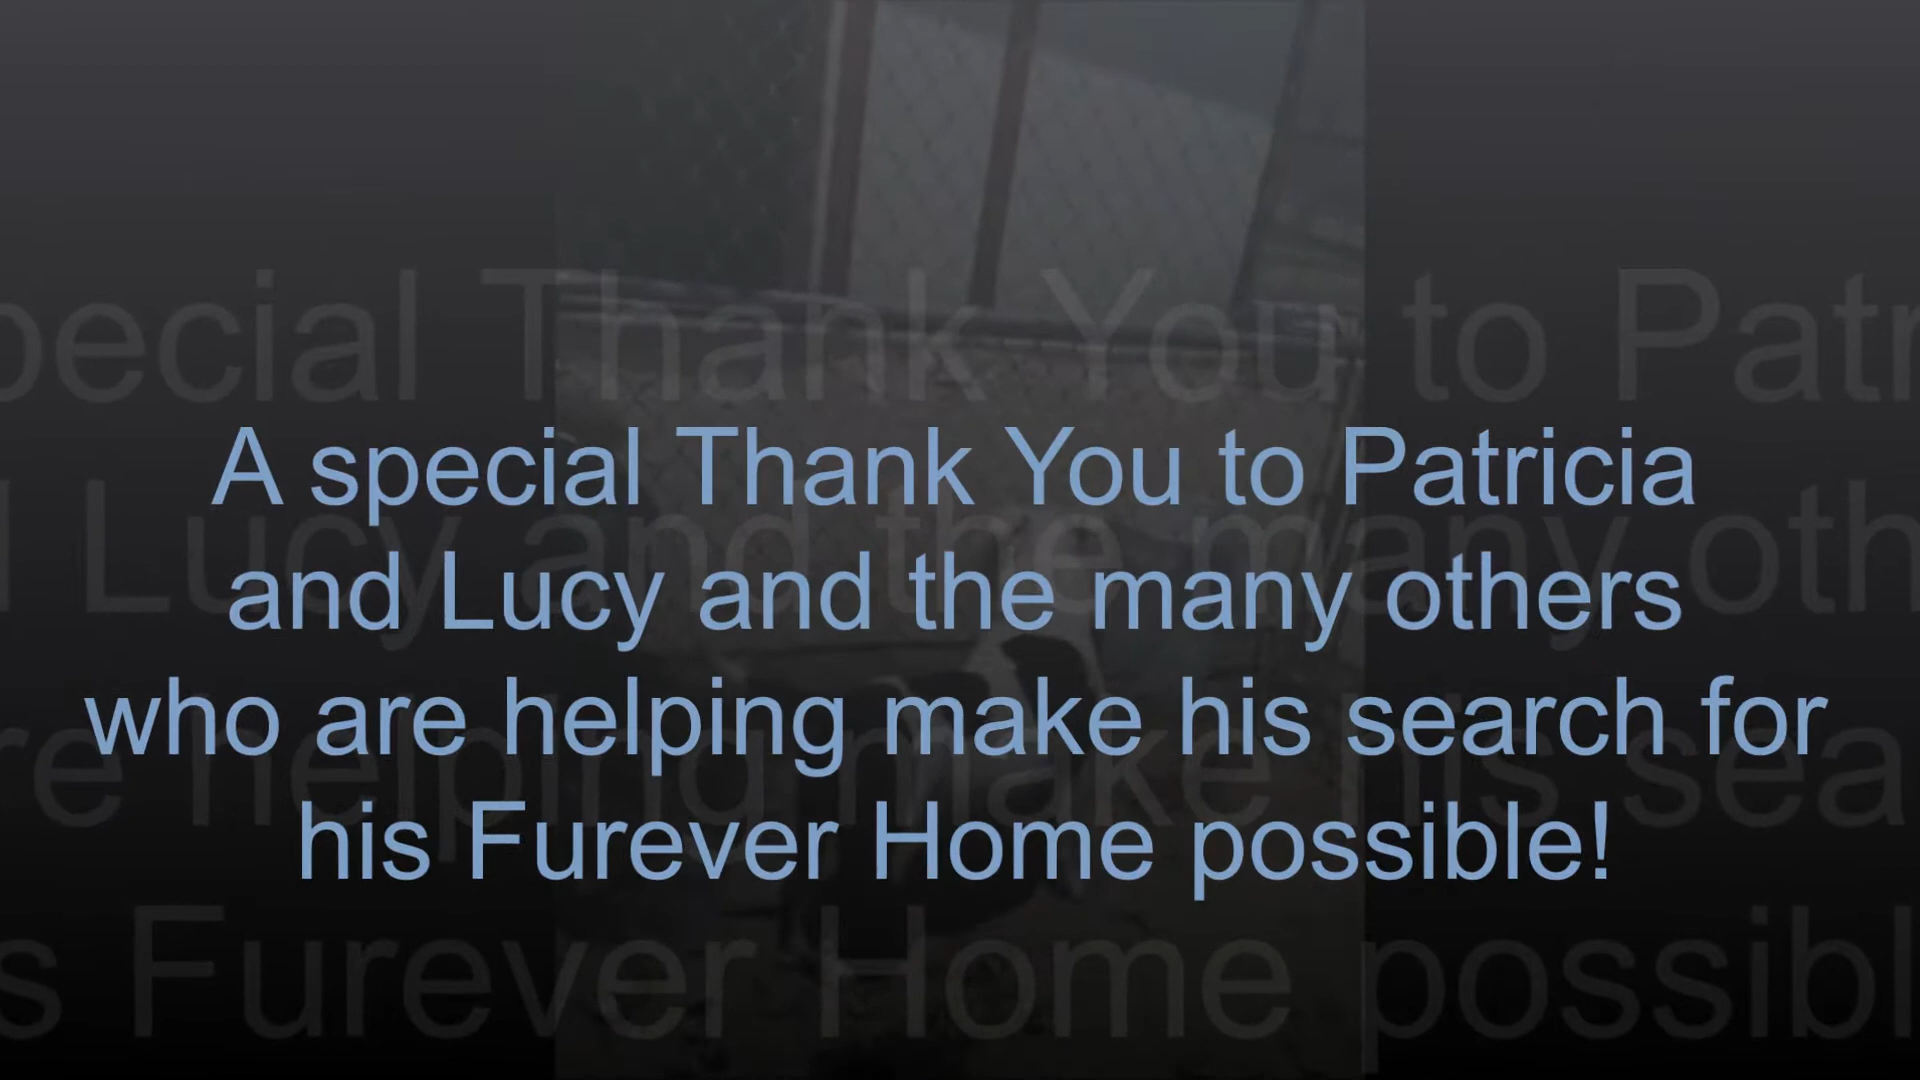 A special Thank You to Patricia
and Lucy and the many others
who are helping make his search for
his Furever Home possible!